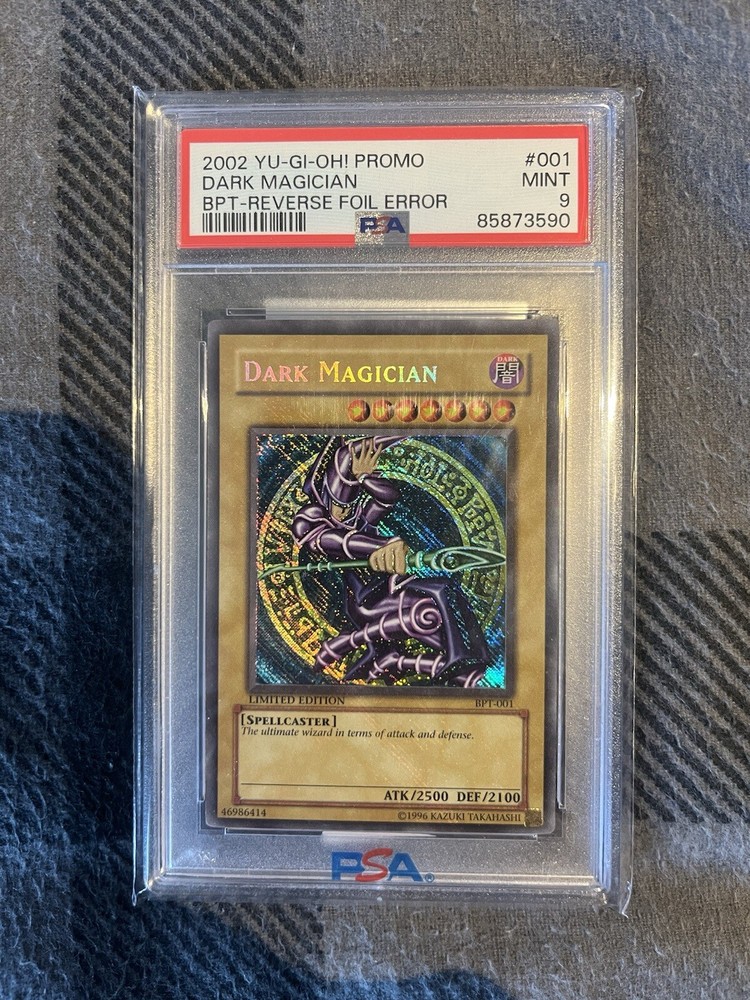 2002 YU-GI-OH! PROMO #001
DARK MAGICIAN MINT
BPT-REVERSE FOIL ERROR 9
PSA 85873590
DARK MAGICIAN
DARK
闇
LIMITED EDITION BPT-001
[SPELLCASTER]
The ultimate wizard in terms of attack and defense.
ATK/2500 DEF/2100
46986414 ©1996 KAZUKI TAKAHASHI
PSA®